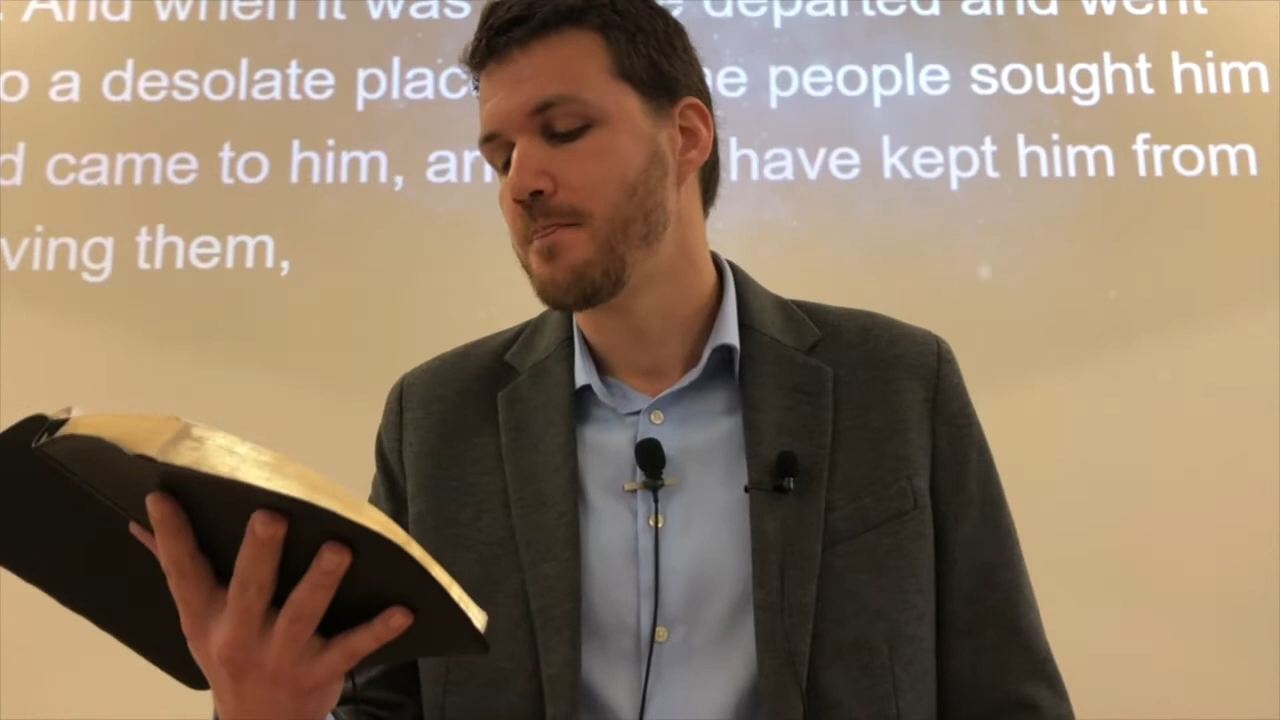 . And when it was departed and went
o a desolate plac e people sought him
d came to him, an have kept him from
ving them,